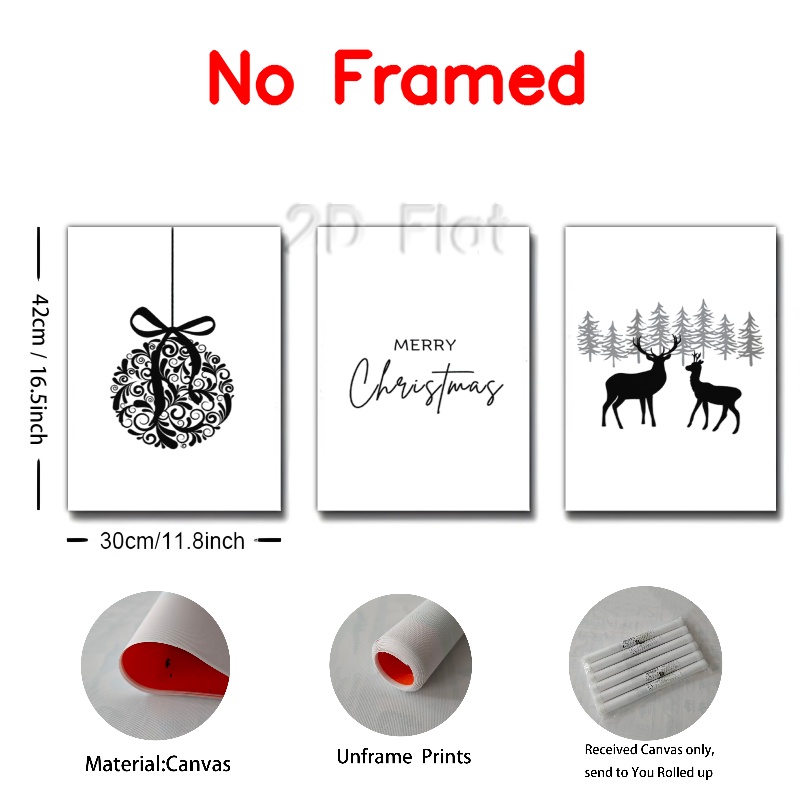 No Framed
2D Flat
42cm / 16.5inch
MERRY
Christmas
30cm/11.8inch
Material:Canvas
Unframe Prints
Received Canvas only,
send to You Rolled up